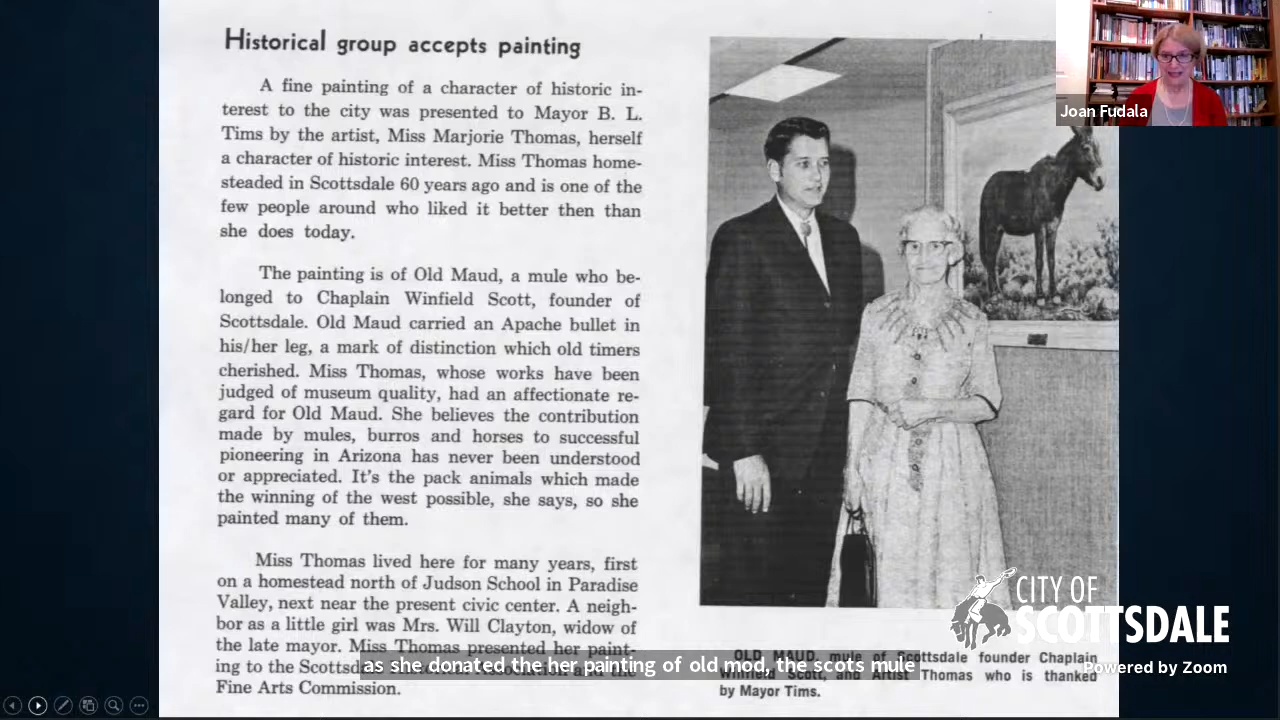 Historical group accepts painting
A fine painting of a character of historic in-
terest to the city was presented to Mayor B. L.
Tims by the artist, Miss Marjorie Thomas, herself
a character of historic interest. Miss Thomas home-
steaded in Scottsdale 60 years ago and is one of the
few people around who liked it better then than
she does today.
The painting is of Old Maud, a mule who be-
longed to Chaplain Winfield Scott, founder of
Scottsdale. Old Maud carried an Apache bullet in
his/her leg, a mark of distinction which old timers
cherished. Miss Thomas, whose works have been
judged of museum quality, had an affectionate re-
gard for Old Maud. She believes the contribution
made by mules, burros and horses to successful
pioneering in Arizona has never been understood
or appreciated. It's the pack animals which made
the winning of the west possible, she says, so she
painted many of them.
Miss Thomas lived here for many years, first
on a homestead north of Judson School in Paradise
Valley, next near the present civic center. A neigh-
bor as a little girl was Mrs. Will Clayton, widow of
the late mayor. Miss Thomas presented her paint-
ing to the Scottsdale Historical Association and the
Fine Arts Commission.
OLD MAUD, mule of Scottsdale founder Chaplain
Winfield Scott, and Artist Thomas who is thanked
by Mayor Tims.
as she donated the her painting of old mod, the scots mule
Joan Fudala
CITY OF
SCOTTSDALE
Powered by Zoom